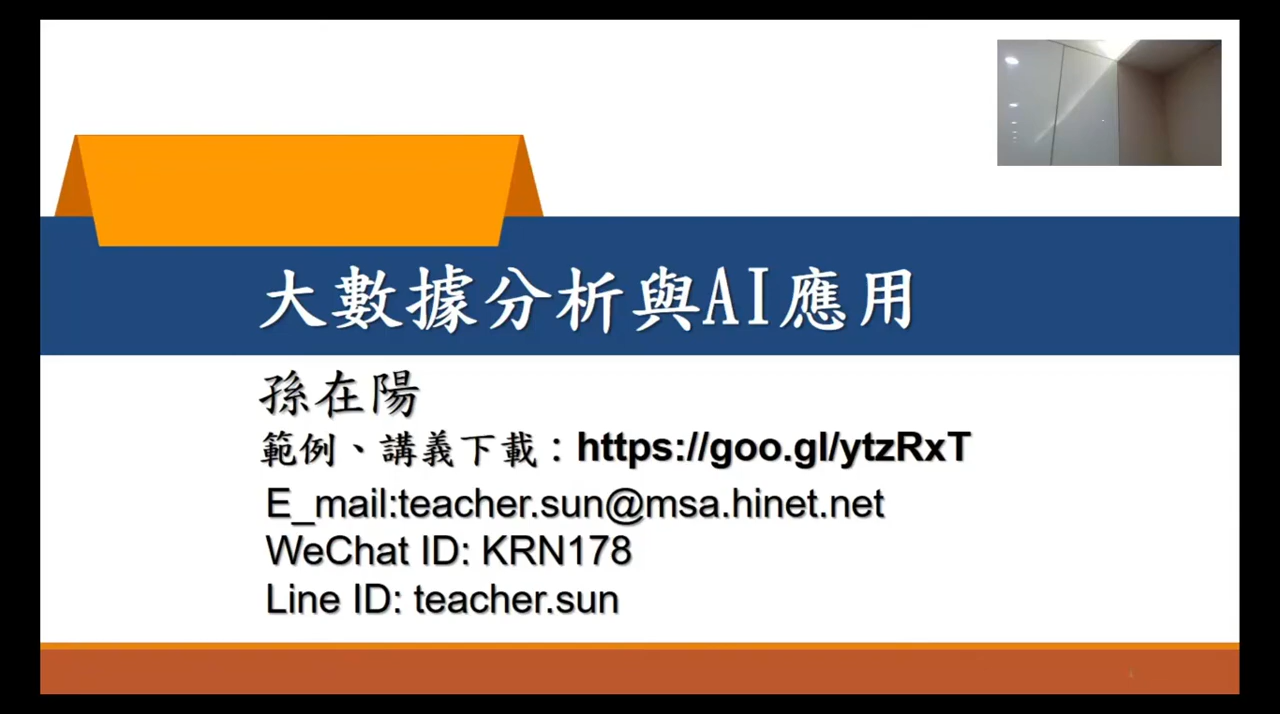 大數據分析與AI應用
孫在陽
範例、講義下載：https://goo.gl/ytzRxT
E_mail:teacher.sun@msa.hinet.net
WeChat ID: KRN178
Line ID: teacher.sun